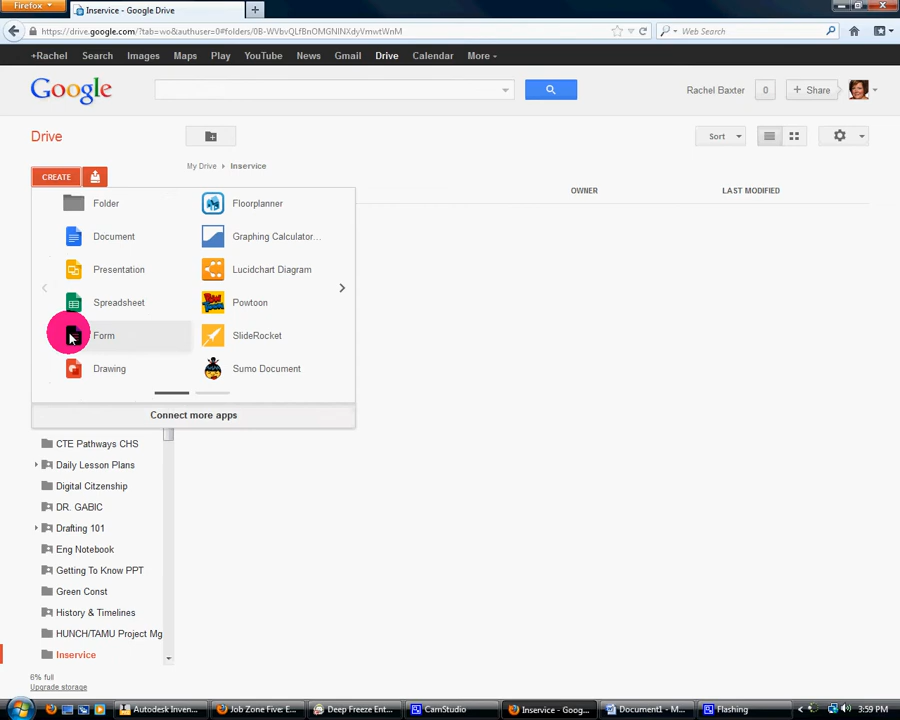 Firefox
Inservice - Google Drive
https://drive.google.com/?tab=wo&authuser=0#folders/0B-WVbvQLfBnOMGNINXdyVmwtWnM
Web Search
+Rachel Search Images Maps Play YouTube News Gmail Drive Calendar More
Google
Rachel Baxter 0 + Share
Drive
Sort
My Drive Inservice
CREATE
OWNER LAST MODIFIED
Folder Floorplanner
Document Graphing Calculator...
Presentation Lucidchart Diagram
Spreadsheet Powtoon
Form SlideRocket
Drawing Sumo Document
Connect more apps
CTE Pathways CHS
Daily Lesson Plans
Digital Citzenship
DR. GABIC
Drafting 101
Eng Notebook
Getting To Know PPT
Green Const
History & Timelines
HUNCH/TAMU Project Mg
Inservice
6% full
Upgrade storage
Autodesk Inven... Job Zone Five: E... Deep Freeze Ent... CamStudio Inservice - Goog... Document1 - M... Flashing 3:59 PM